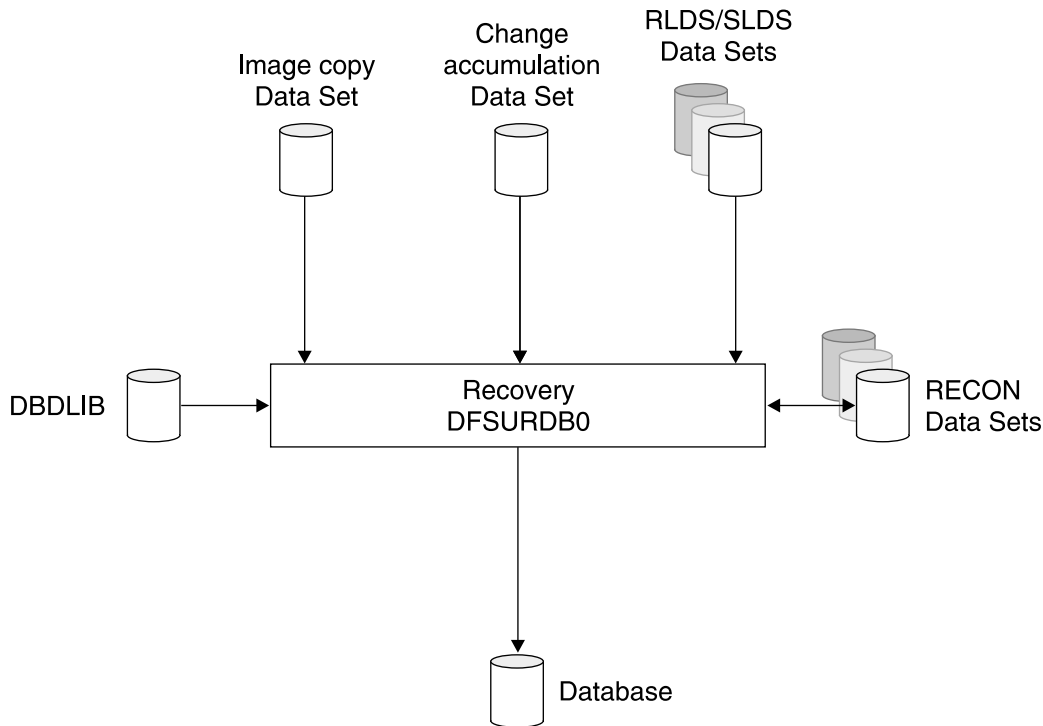 Image copy
Data Set
Change
accumulation
Data Set
RLDS/SLDS
Data Sets
DBDLIB
Recovery
DFSURDB0
RECON
Data Sets
Database